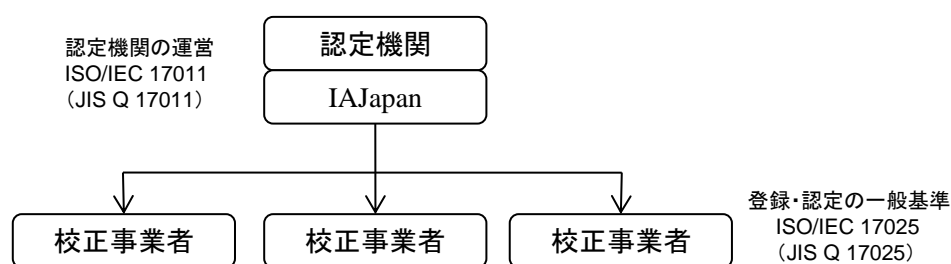 認定機関の運営
ISO/IEC 17011
（JIS Q 17011）
認定機関
IAJapan
校正事業者
校正事業者
校正事業者
登録・認定の一般基準
ISO/IEC 17025
（JIS Q 17025）